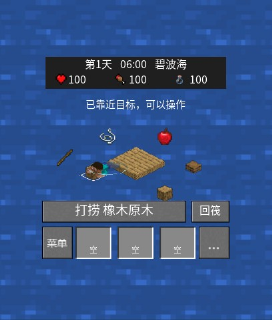 第1天 06:00 碧波海
100 100 100
已靠近目标，可以操作
打捞 橡木原木 回筏
菜单 空 空 空 ...